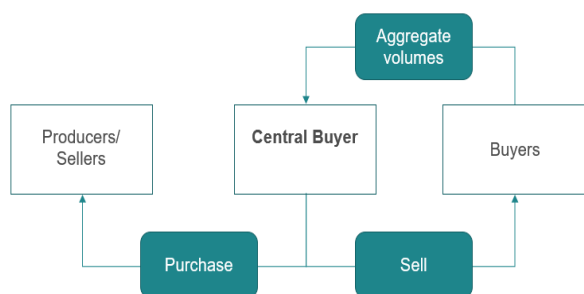 Aggregate
volumes
Producers/
Sellers
Central Buyer
Buyers
Purchase
Sell